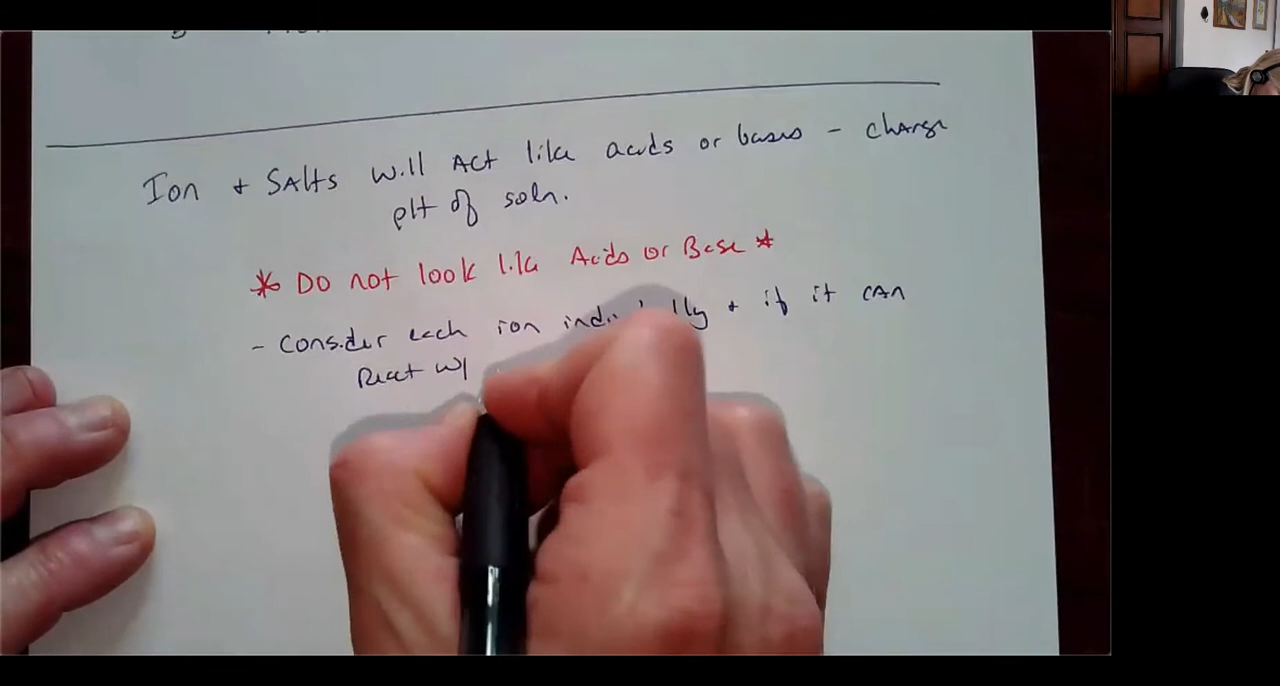 Ion + SAlts will Act like acids or bases - change
pH of soln.
* Do not look like Acids or Base *
- Consider each ion + if it CAN
React w/